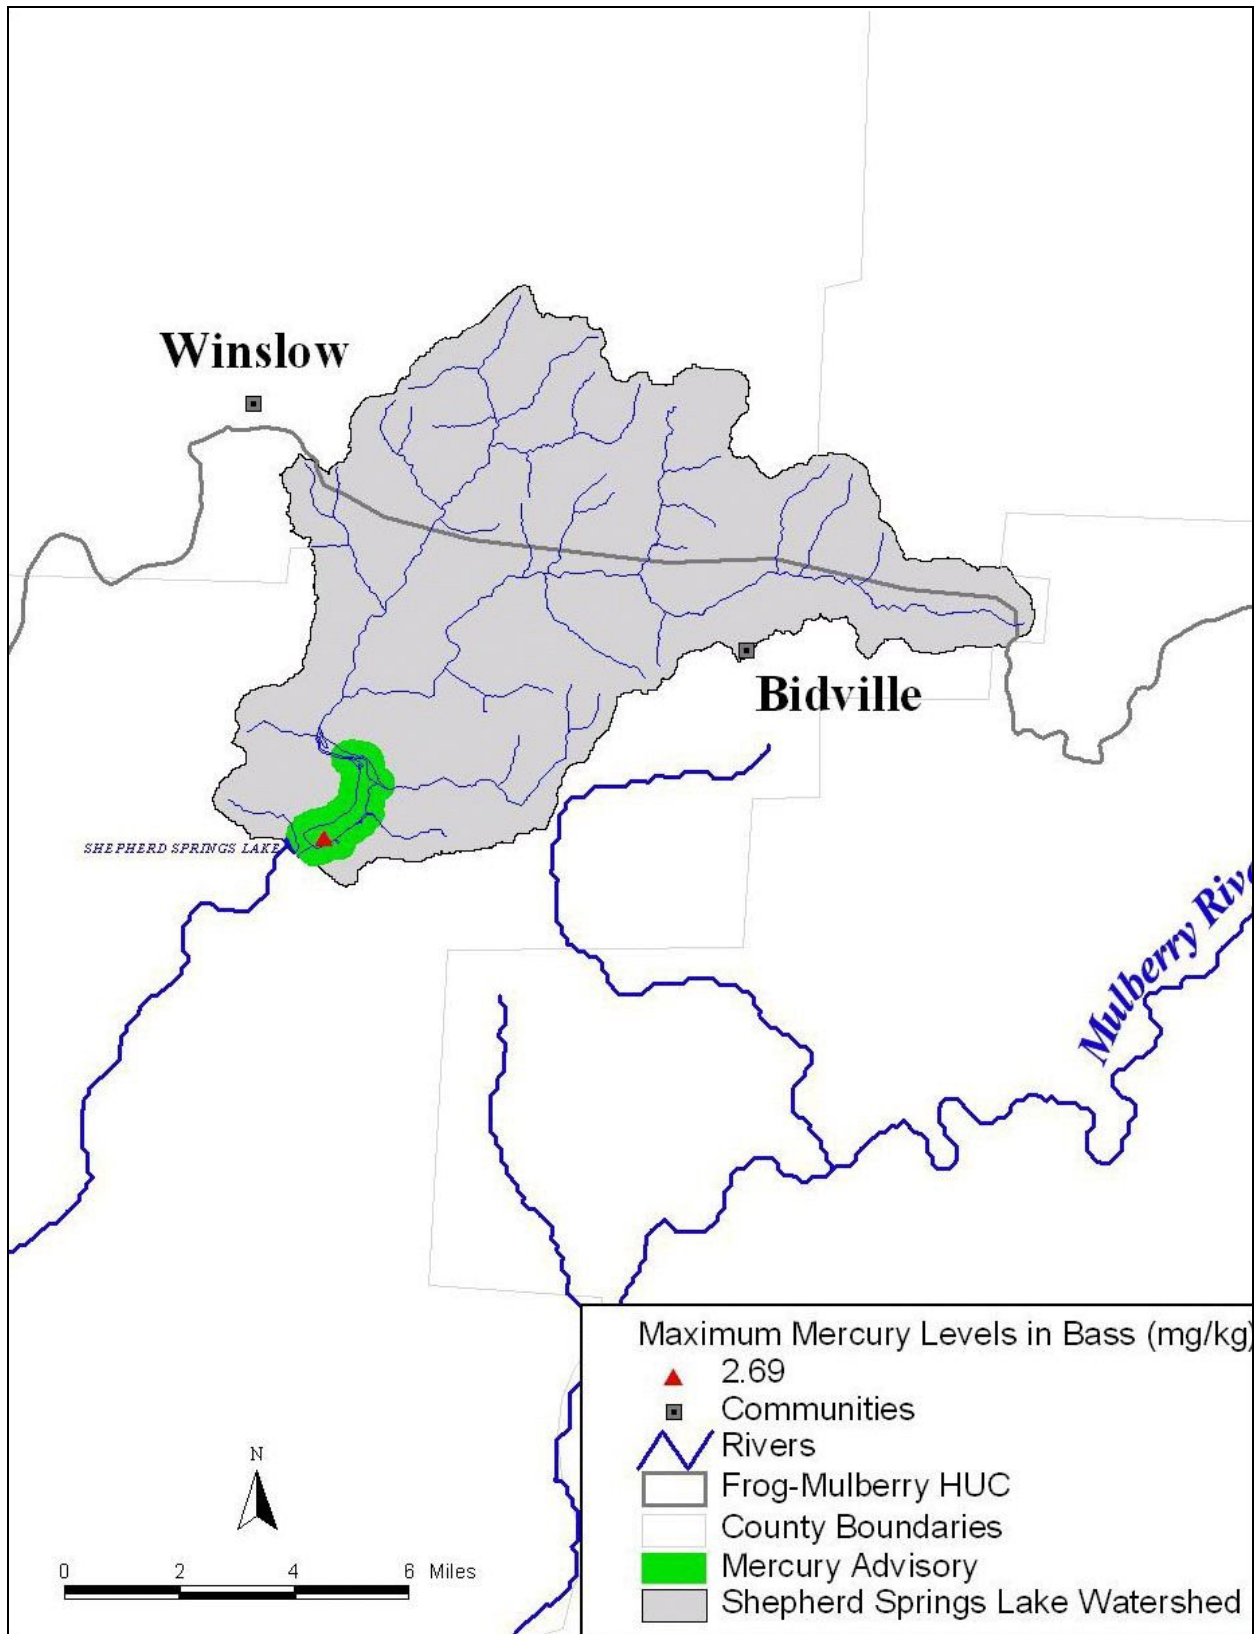 Winslow
Bidville
SHEPHERD SPRINGS LAKE
Mulberry Rive
Maximum Mercury Levels in Bass (mg/kg)
2.69
Communities
Rivers
Frog-Mulberry HUC
County Boundaries
Mercury Advisory
Shepherd Springs Lake Watershed
N
0 2 4 6 Miles